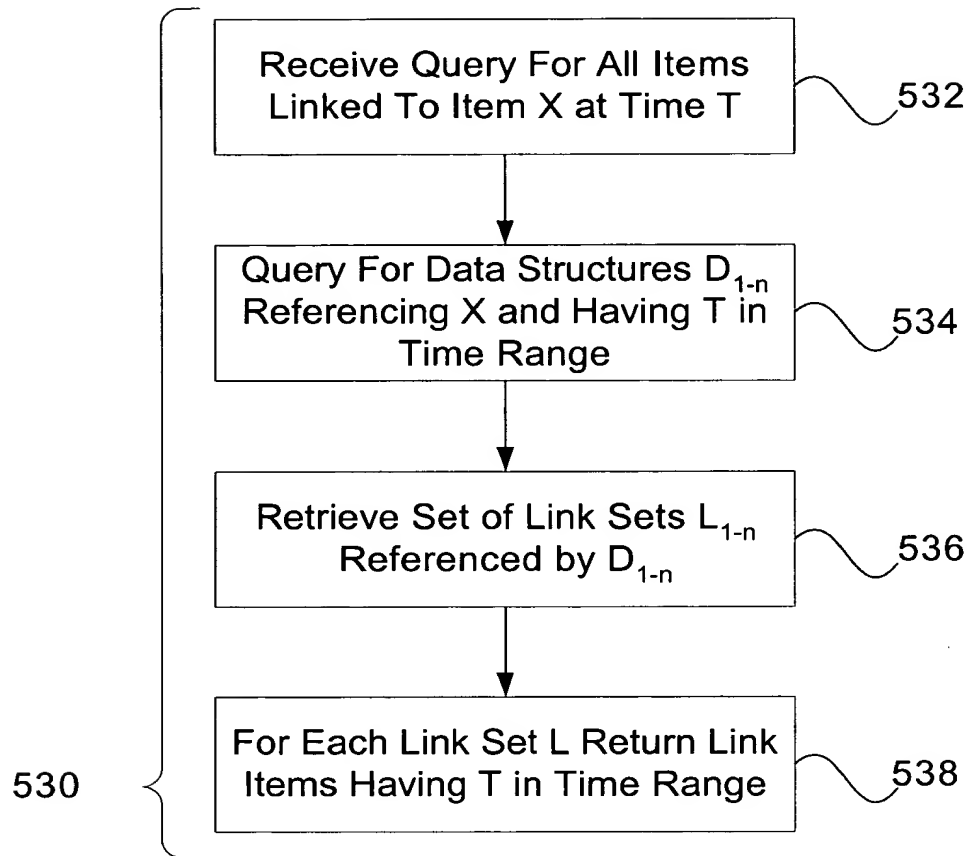 Receive Query For All Items
Linked To Item X at Time T
532
Query For Data Structures D1-n
Referencing X and Having T in
Time Range
534
Retrieve Set of Link Sets L1-n
Referenced by D1-n
536
For Each Link Set L Return Link
Items Having T in Time Range
538
530